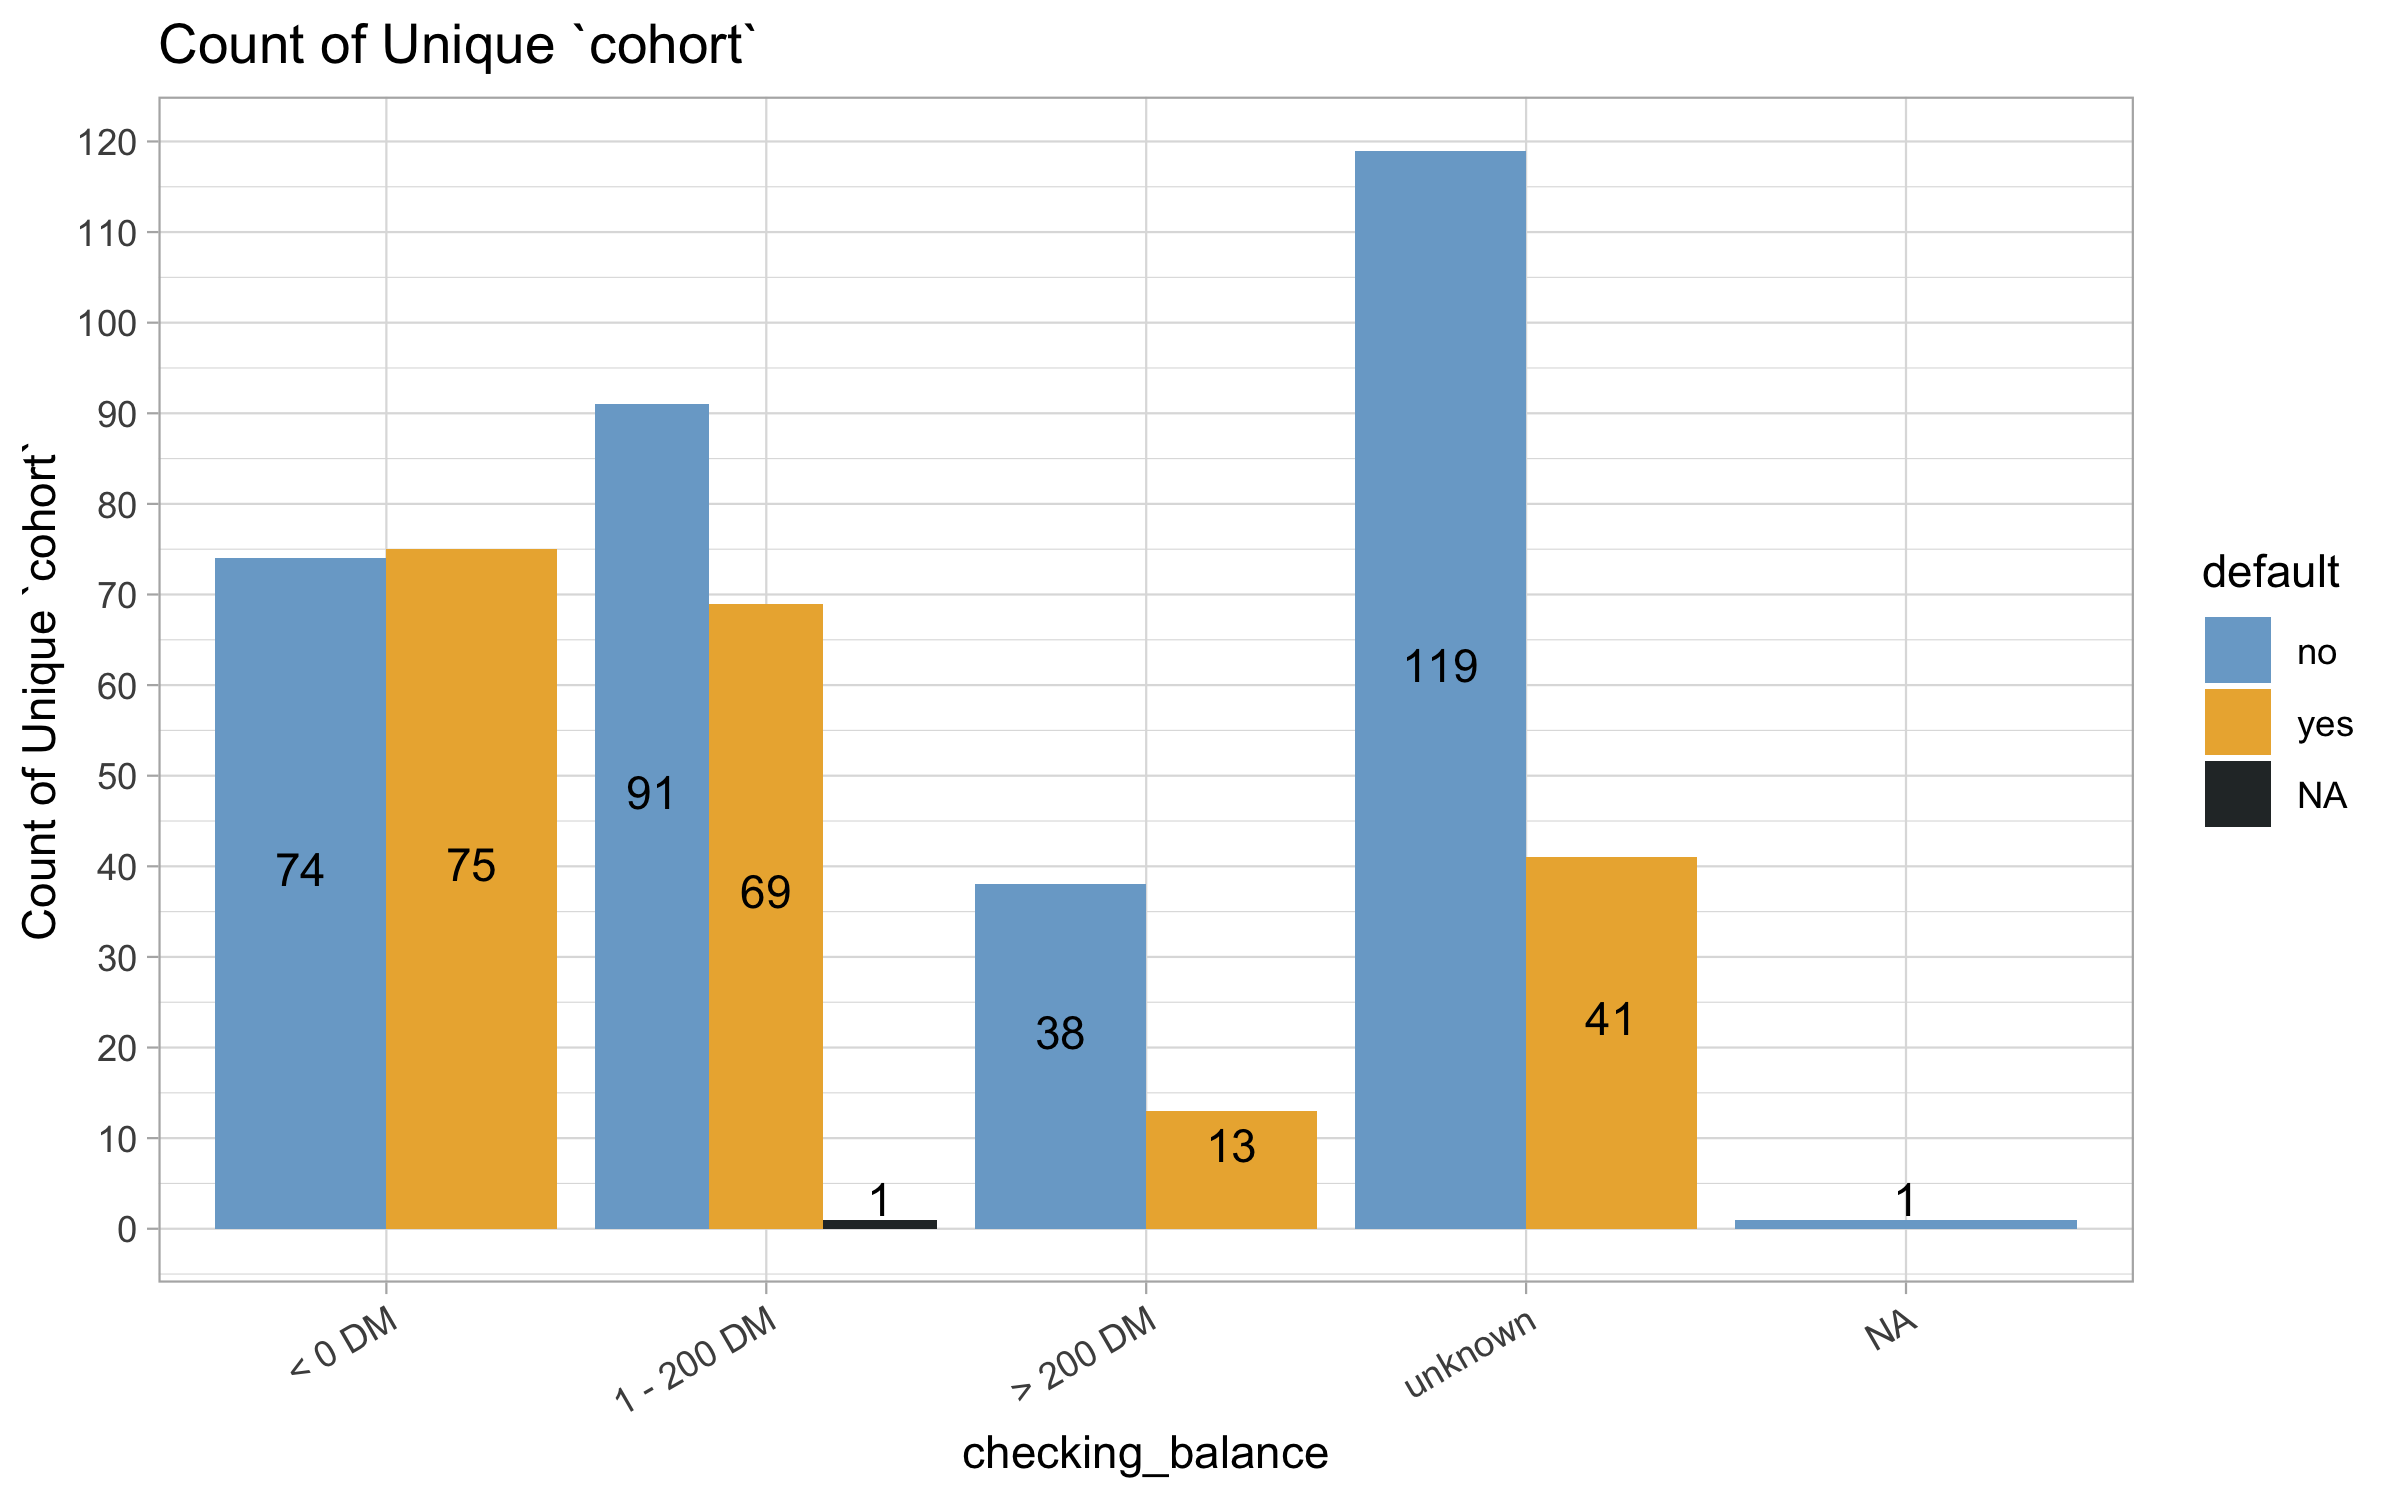 Count of Unique `cohort`
Count of Unique `cohort`
120
110
100
90
80
70
60
50
40
30
20
10
0
74
75
91
69
1
38
13
119
41
1
< 0 DM
1 - 200 DM
> 200 DM
unknown
NA
checking_balance
default
no
yes
NA